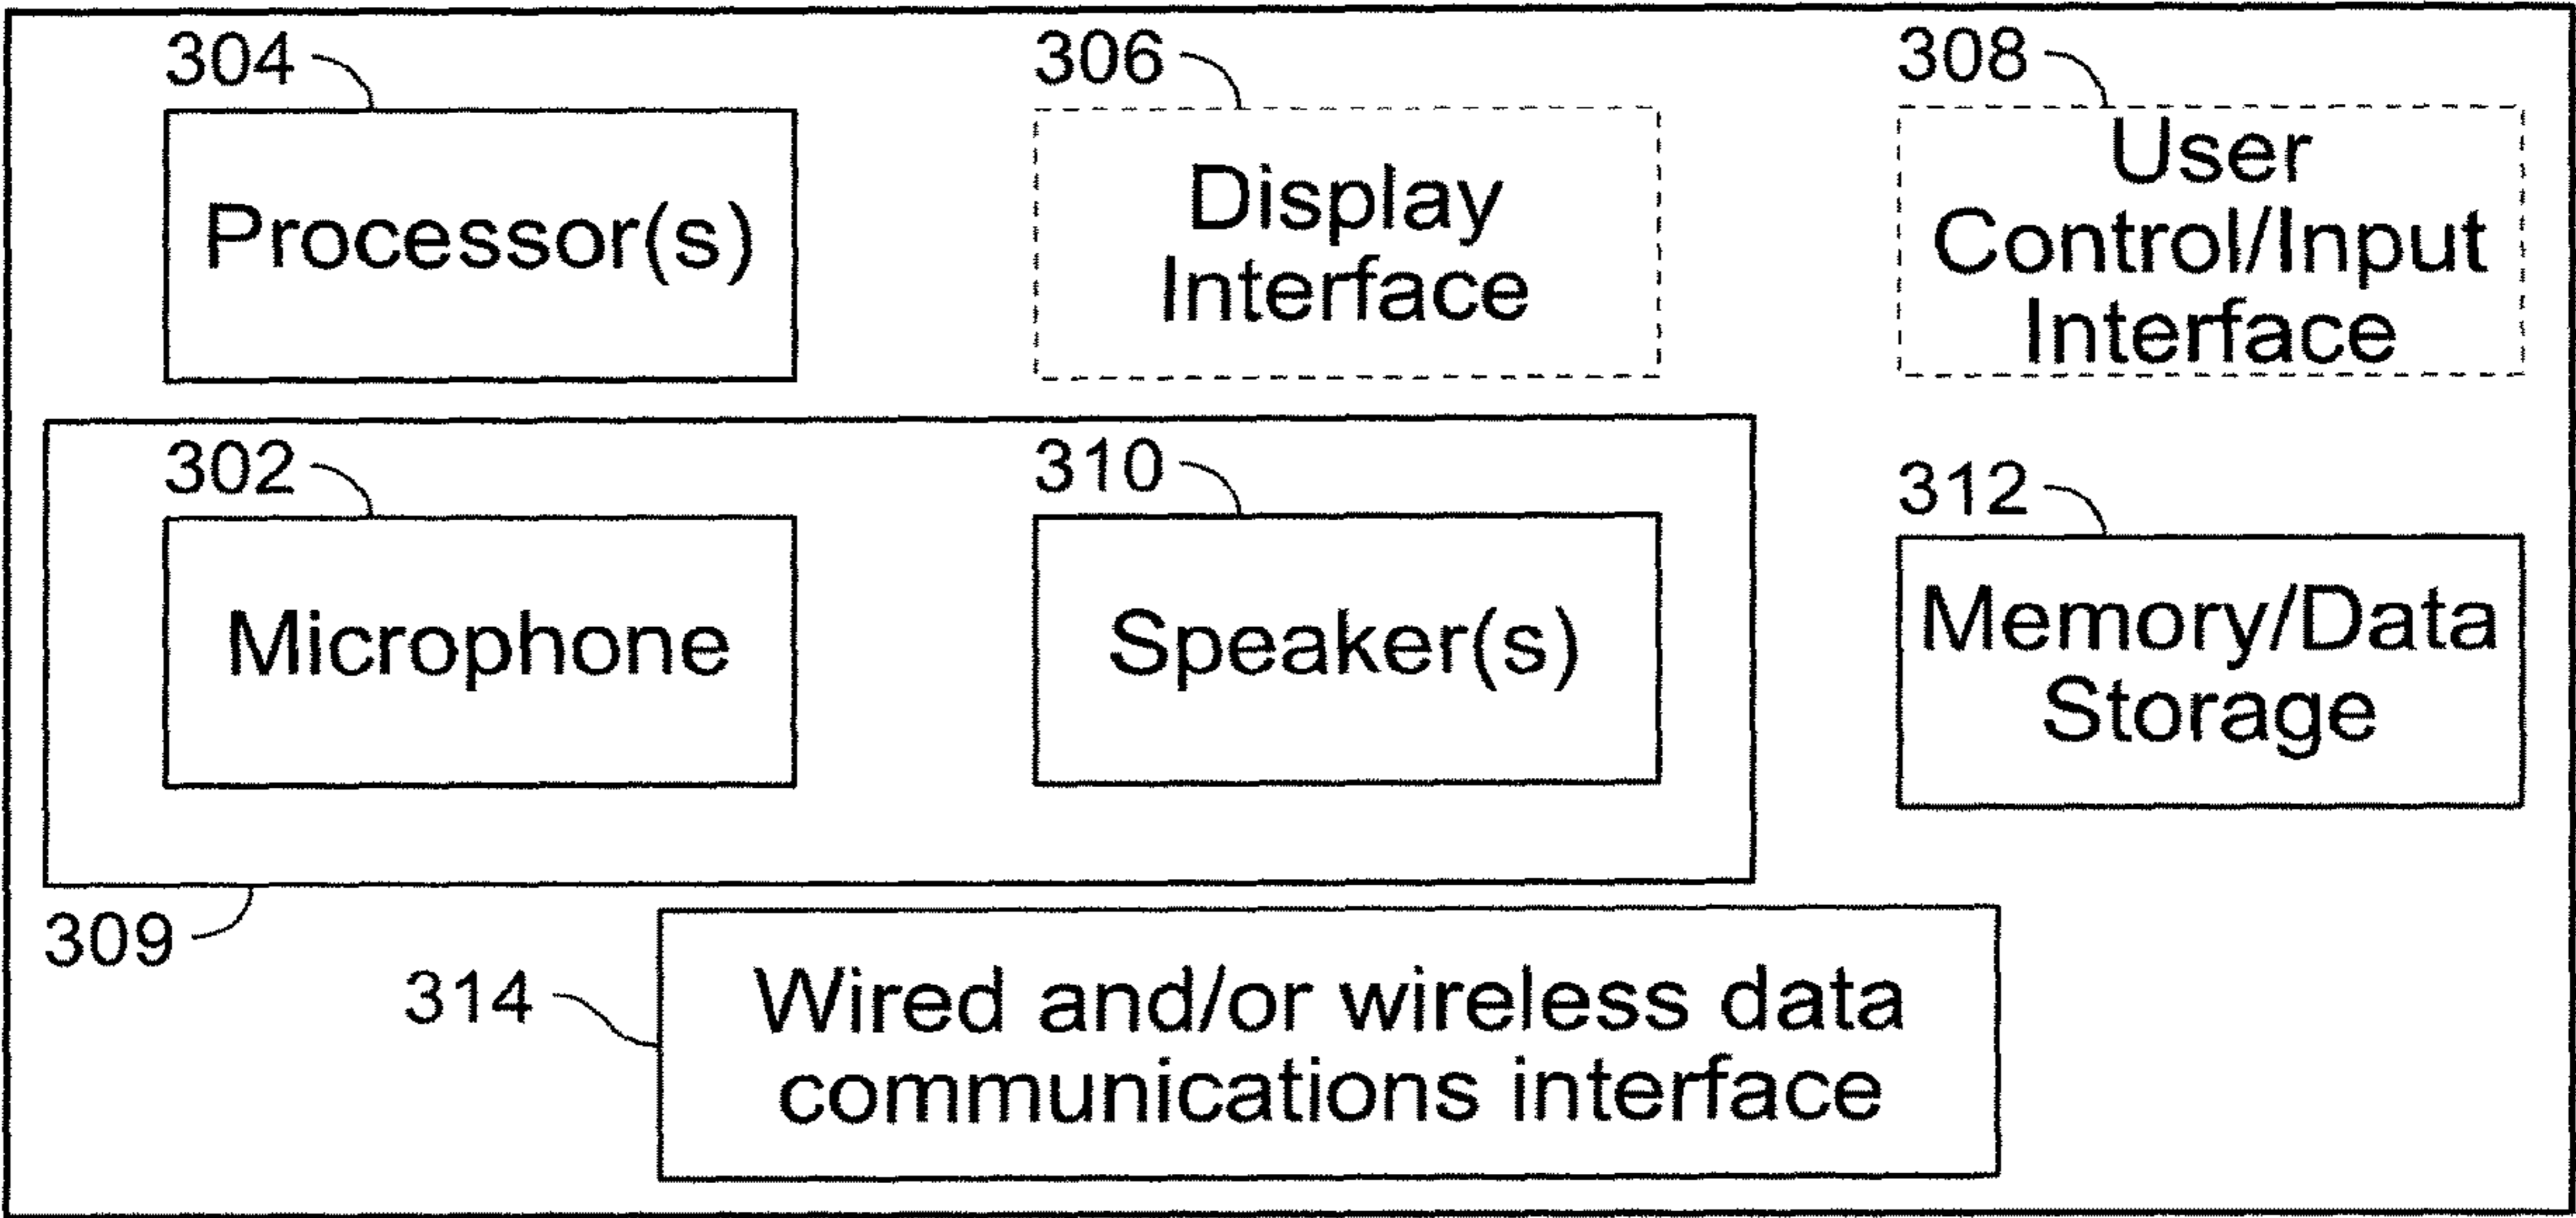 304
Processor(s)
306
Display
Interface
308
User
Control/Input
Interface
302
Microphone
310
Speaker(s)
312
Memory/Data
Storage
309
314
Wired and/or wireless data
communications interface